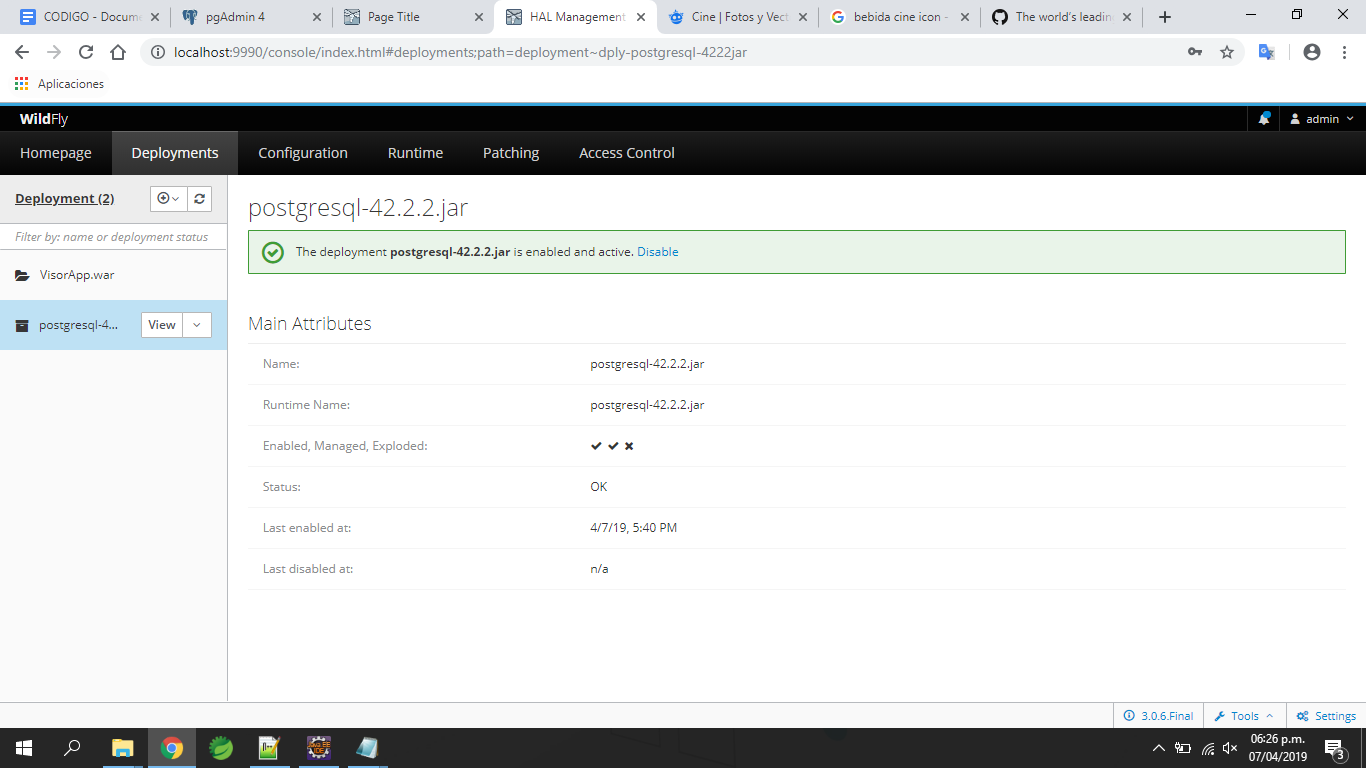 CODIGO - Docume
pgAdmin 4
Page Title
HAL Management
Cine | Fotos y Vect
bebida cine icon -
The world's leadin
localhost:9990/console/index.html#deployments;path=deployment~dply-postgresql-4222jar
Aplicaciones
WildFly
admin
Homepage
Deployments
Configuration
Runtime
Patching
Access Control
Deployment (2)
Filter by: name or deployment status
VisorApp.war
postgresql-4...
View
postgresql-42.2.2.jar
The deployment postgresql-42.2.2.jar is enabled and active. Disable
Main Attributes
Name: postgresql-42.2.2.jar
Runtime Name: postgresql-42.2.2.jar
Enabled, Managed, Exploded:
Status: OK
Last enabled at: 4/7/19, 5:40 PM
Last disabled at: n/a
3.0.6.Final
Tools
Settings
06:26 p.m.
07/04/2019
3